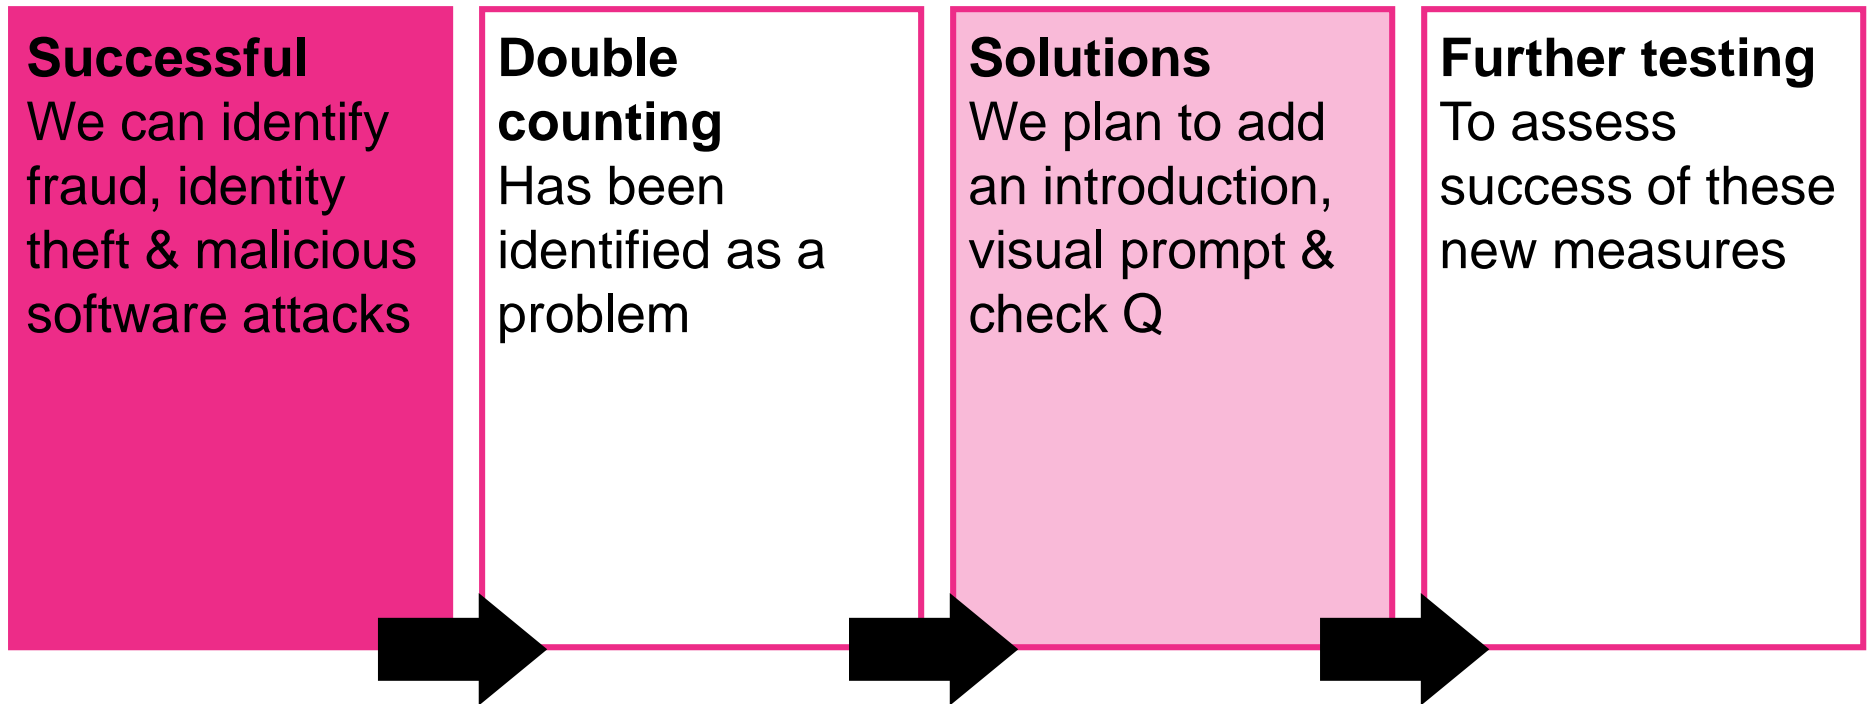 Successful
We can identify
fraud, identity
theft & malicious
software attacks
Double
counting
Has been
identified as a
problem
Solutions
We plan to add
an introduction,
visual prompt &
check Q
Further testing
To assess
success of these
new measures